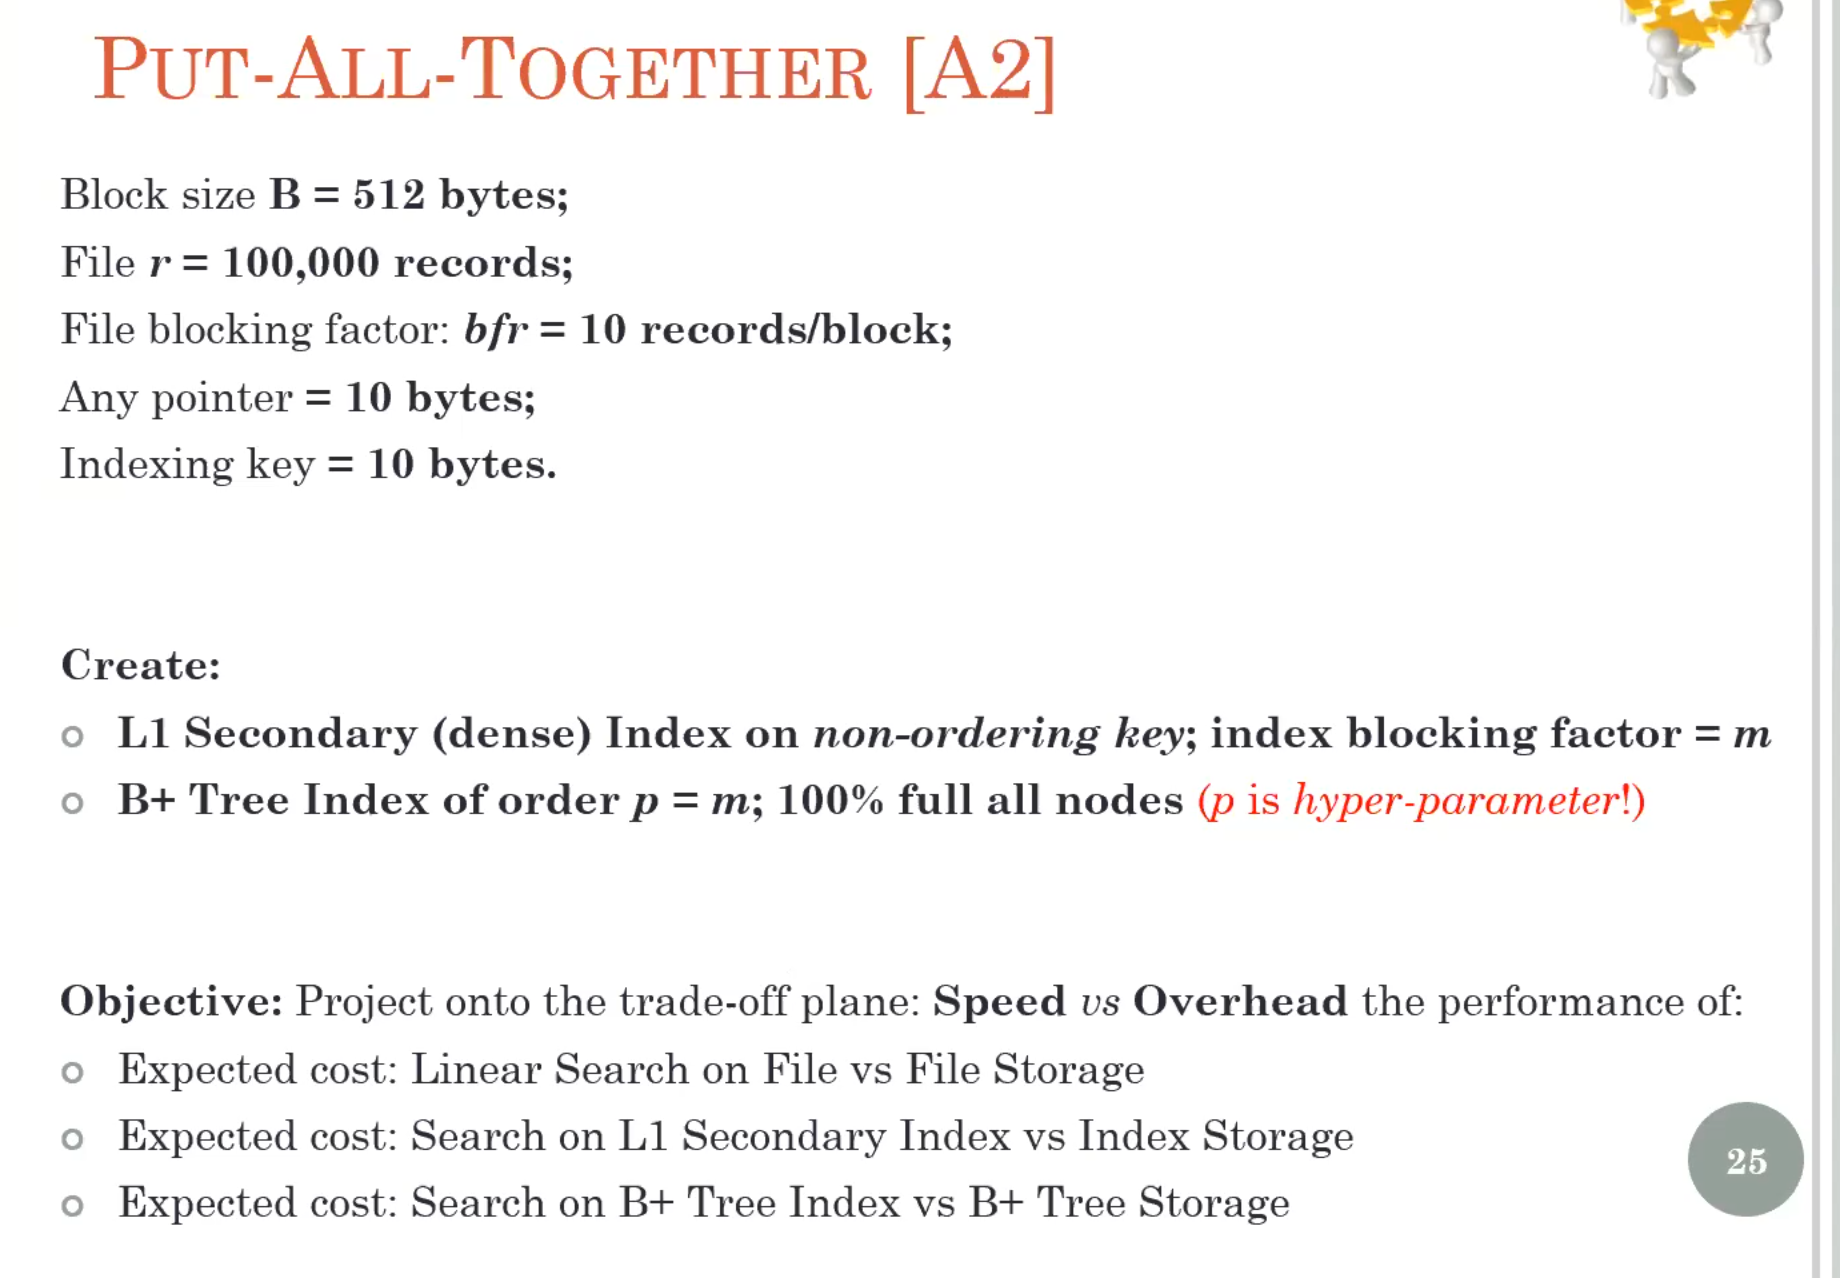 PUT-ALL-TOGETHER [A2]
Block size B = 512 bytes;
File r = 100,000 records;
File blocking factor: bfr = 10 records/block;
Any pointer = 10 bytes;
Indexing key = 10 bytes.
Create:
L1 Secondary (dense) Index on non-ordering key; index blocking factor = m
B+ Tree Index of order p = m; 100% full all nodes (p is hyper-parameter!)
Objective: Project onto the trade-off plane: Speed vs Overhead the performance of:
Expected cost: Linear Search on File vs File Storage
Expected cost: Search on L1 Secondary Index vs Index Storage
Expected cost: Search on B+ Tree Index vs B+ Tree Storage
25